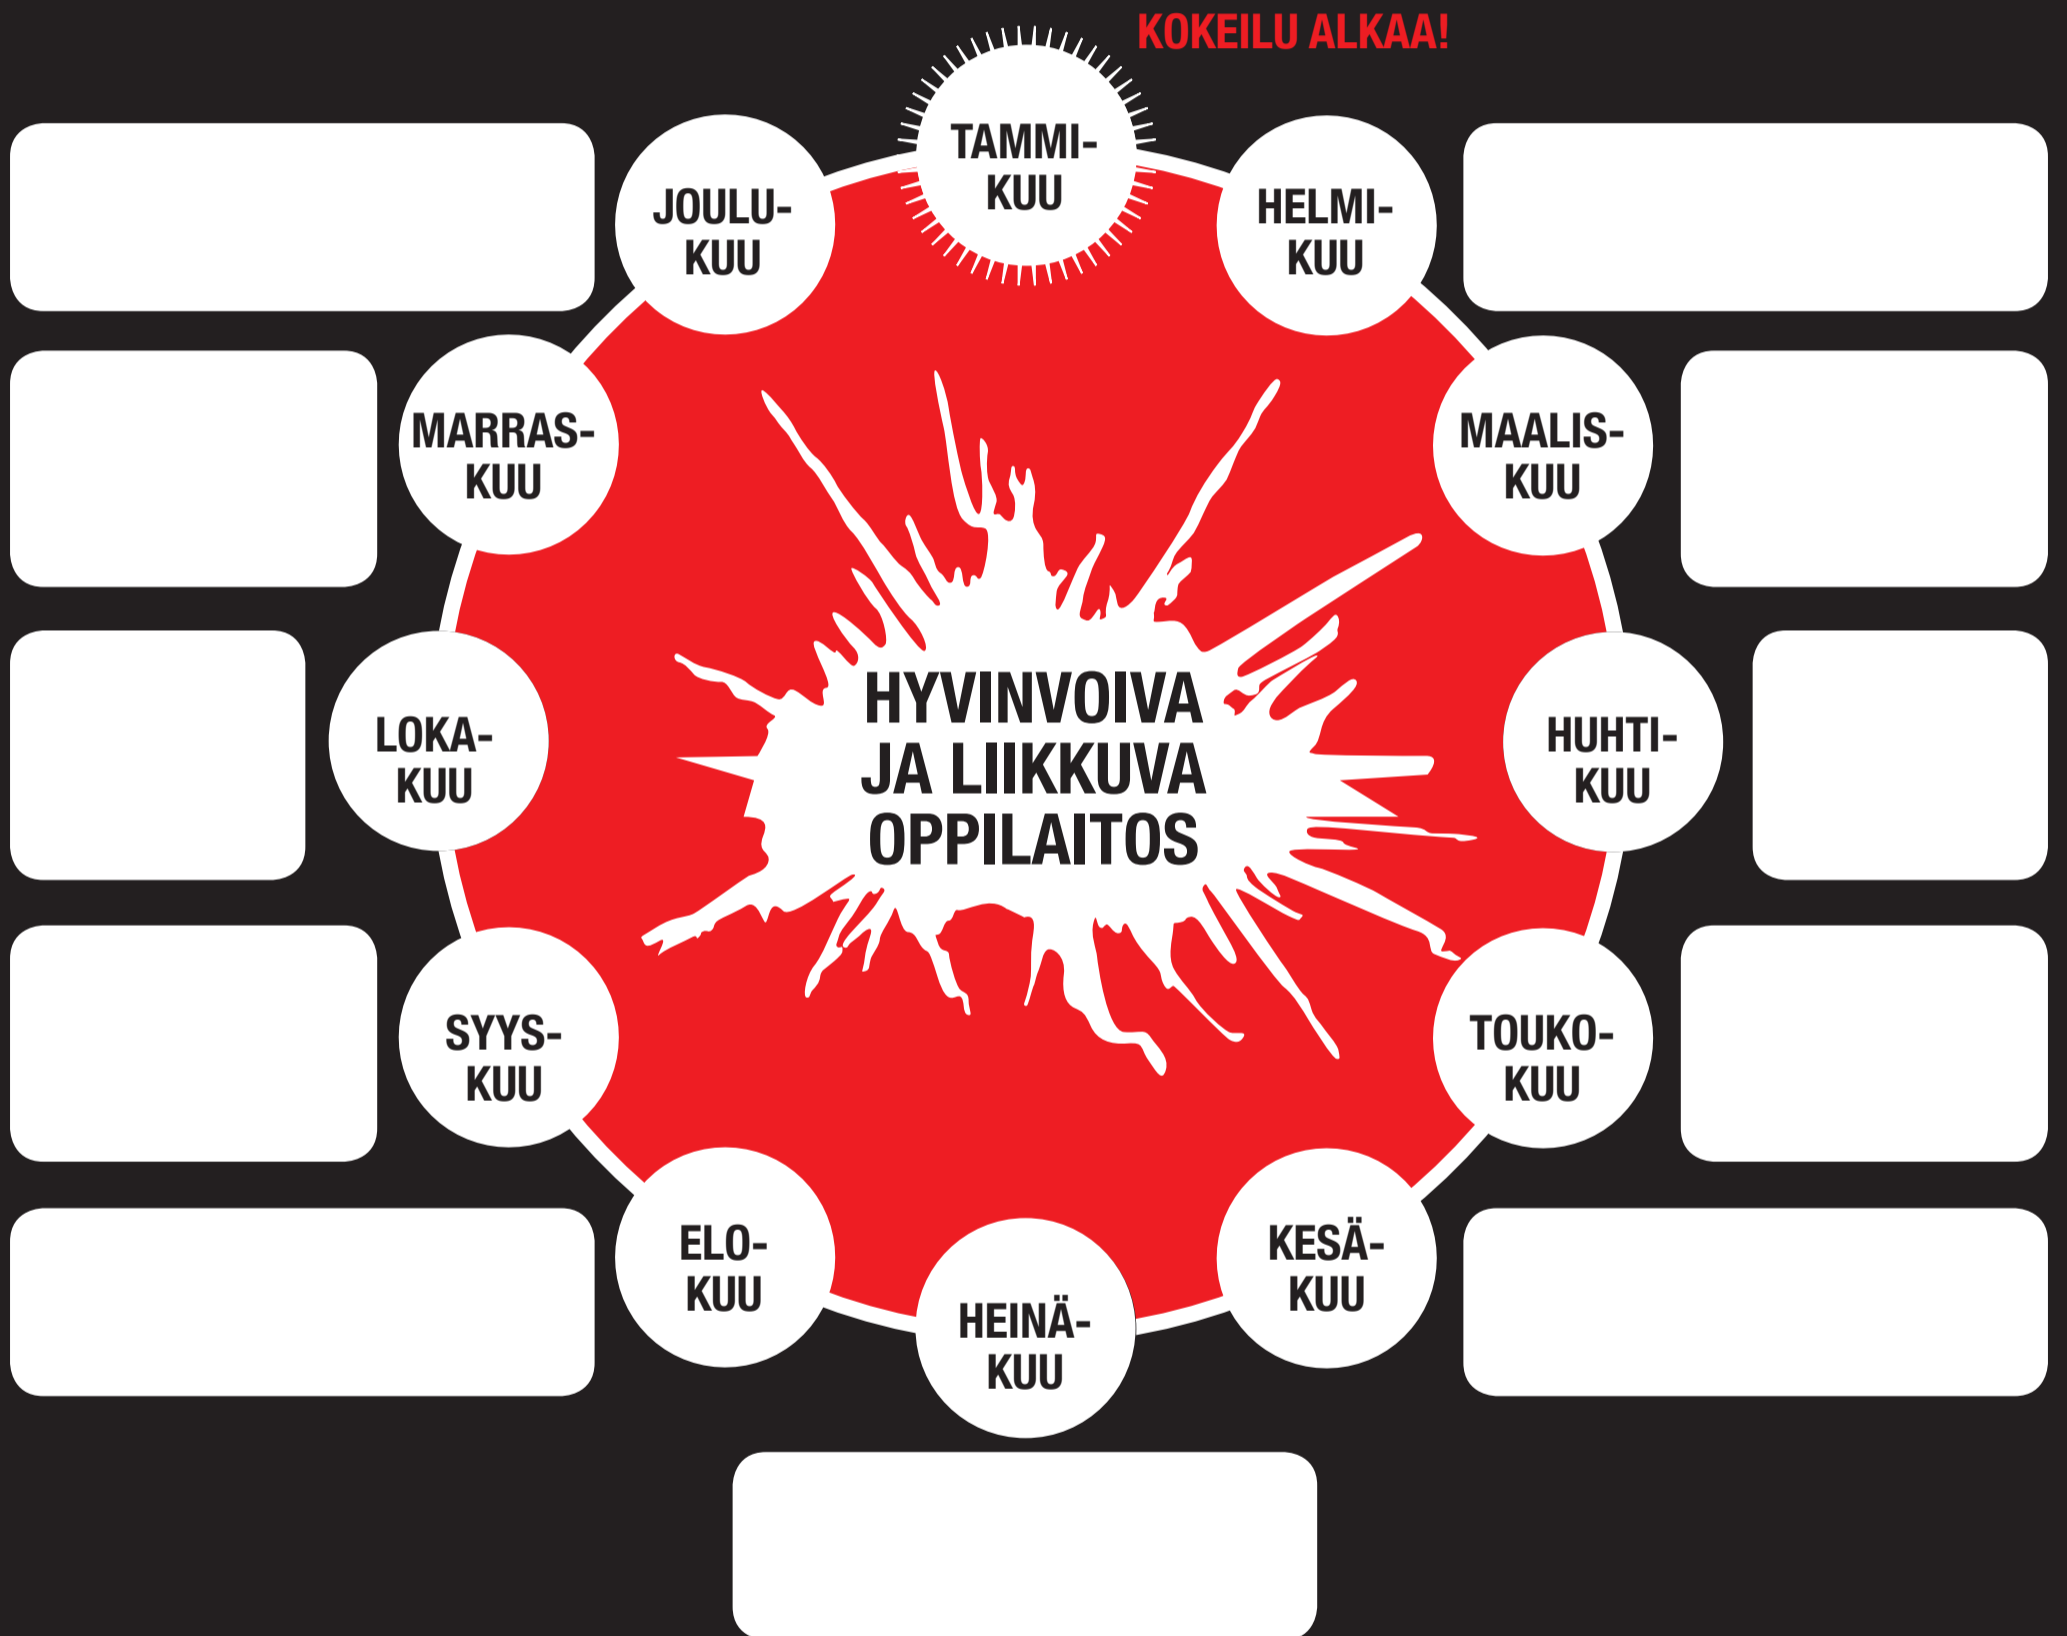 KOKEILU ALKAA!
TAMMI-
KUU
HELMI-
KUU
MAALIS-
KUU
HUHTI-
KUU
TOUKO-
KUU
KESÄ-
KUU
HEINÄ-
KUU
ELO-
KUU
SYYS-
KUU
LOKA-
KUU
MARRAS-
KUU
JOULU-
KUU
HYVINVOIVA
JA LIIKKUVA
OPPILAITOS